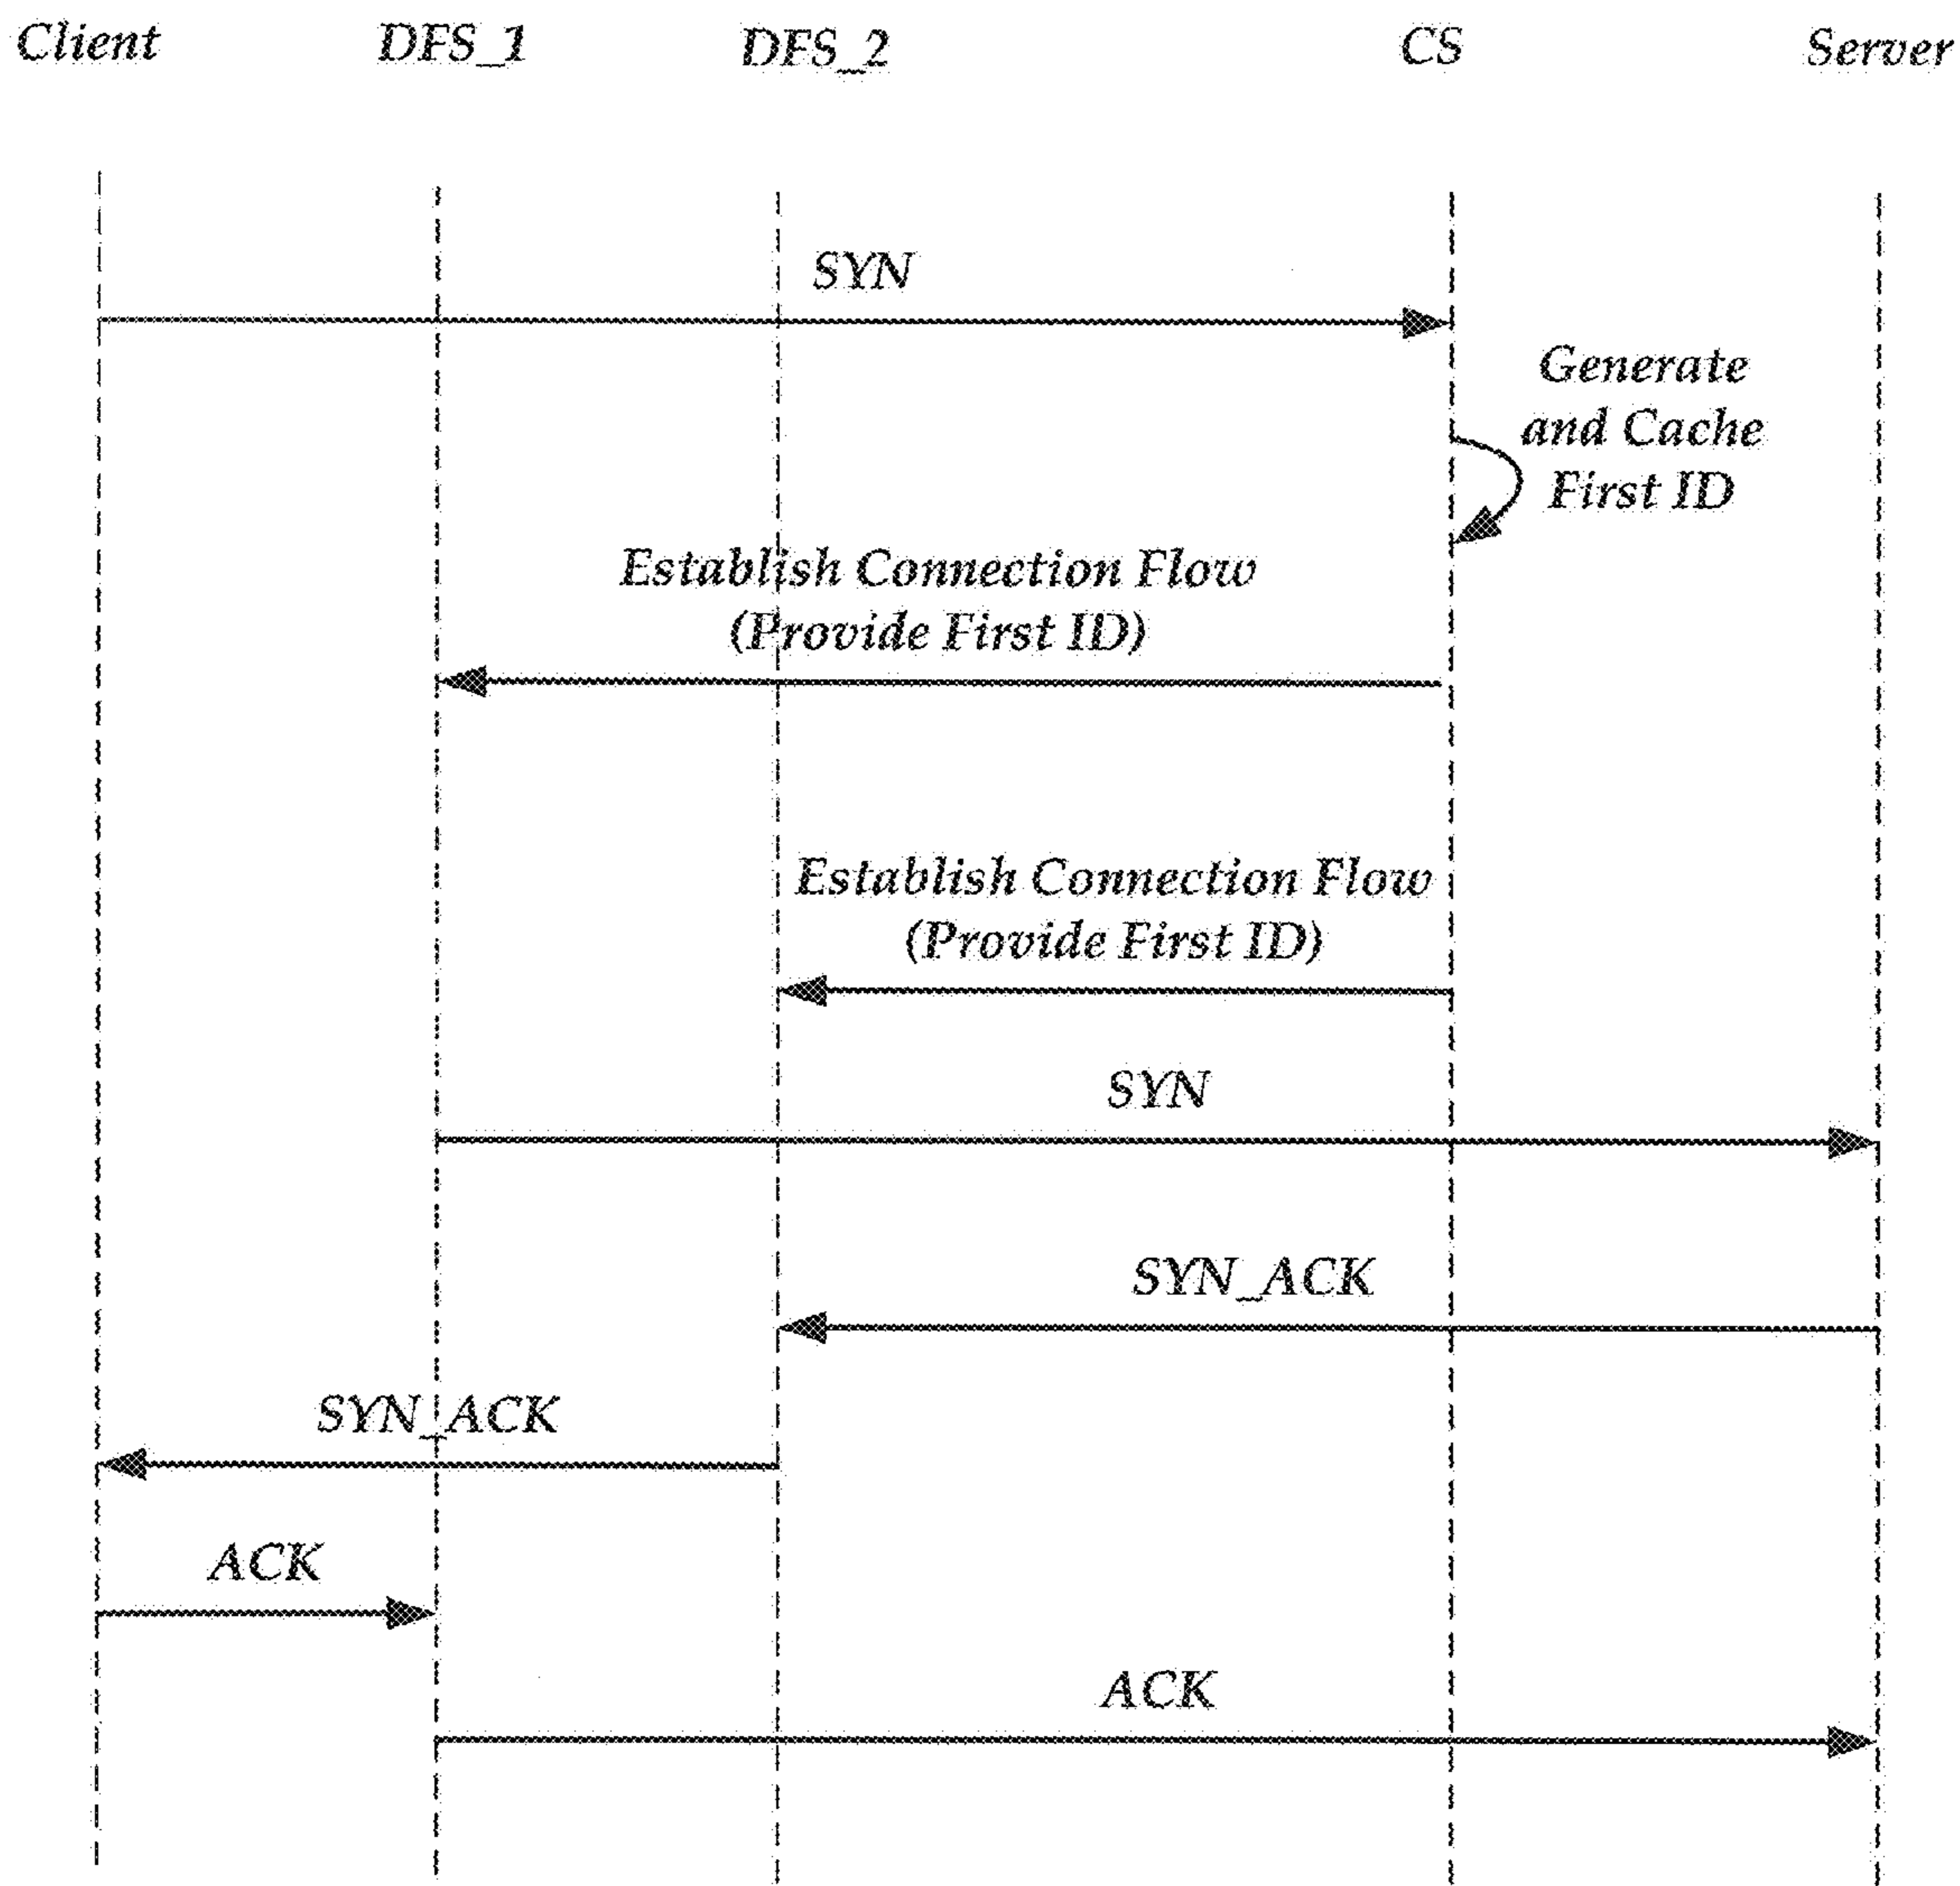 Client DFS_1 DFS_2 CS Server
SYN
Generate
and Cache
First ID
Establish Connection Flow
(Provide First ID)
Establish Connection Flow
(Provide First ID)
SYN
SYN_ACK
SYN_ACK
ACK
ACK